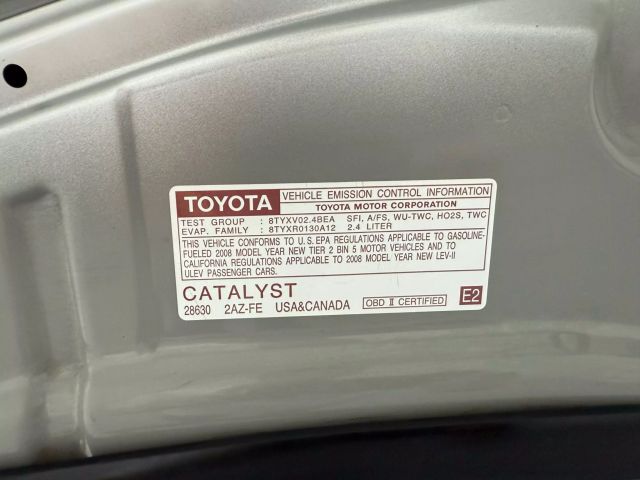 TOYOTA VEHICLE EMISSION CONTROL INFORMATION
TOYOTA MOTOR CORPORATION
TEST GROUP : 8TYXV02.4BEA SFI, A/FS, WU-TWC, HO2S, TWC
EVAP. FAMILY : 8TYXR0130A12 2.4 LITER
THIS VEHICLE CONFORMS TO U.S. EPA REGULATIONS APPLICABLE TO GASOLINE-
FUELED 2008 MODEL YEAR NEW TIER 2 BIN 5 MOTOR VEHICLES AND TO
CALIFORNIA REGULATIONS APPLICABLE TO 2008 MODEL YEAR NEW LEV-II
ULEV PASSENGER CARS.
CATALYST
28630 2AZ-FE USA&CANADA OBD II CERTIFIED E2